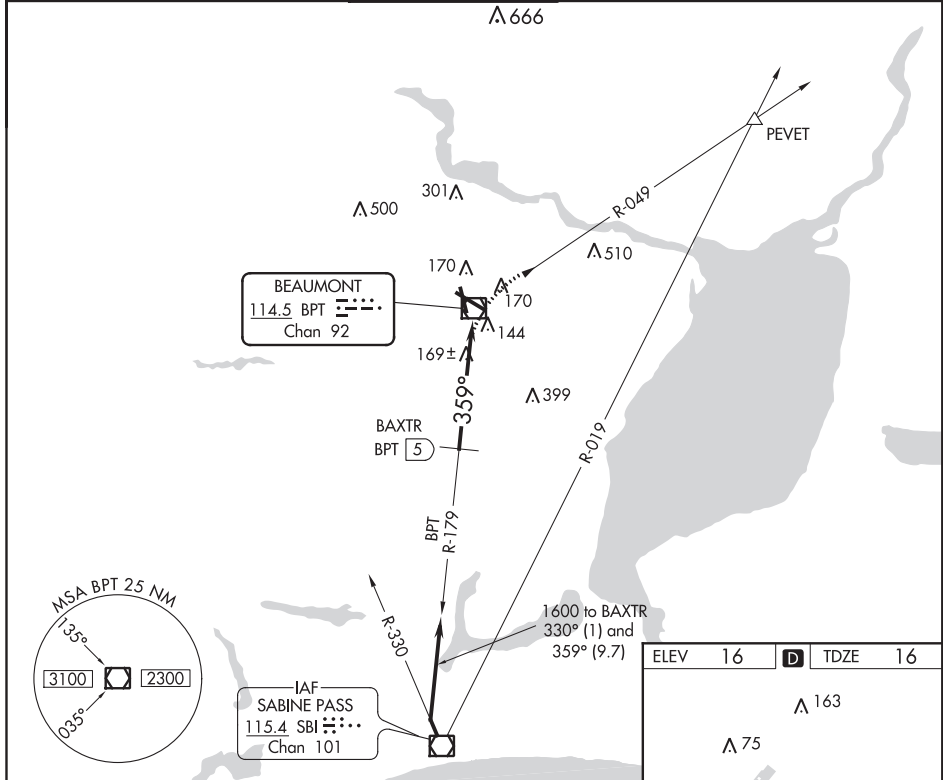 666
PEVET
R-049
301
500
510
170
BEAUMONT
114.5 BPT
Chan 92
170
144
169±
359°
399
BAXTR
BPT 5
R-019
BPT
R-179
MSA BPT 25 NM
135°
3100
2300
035°
R-330
1600 to BAXTR
330° (1) and
359° (9.7)
IAF
SABINE PASS
115.4 SBI
Chan 101
ELEV 16 D TDZE 16
163
75